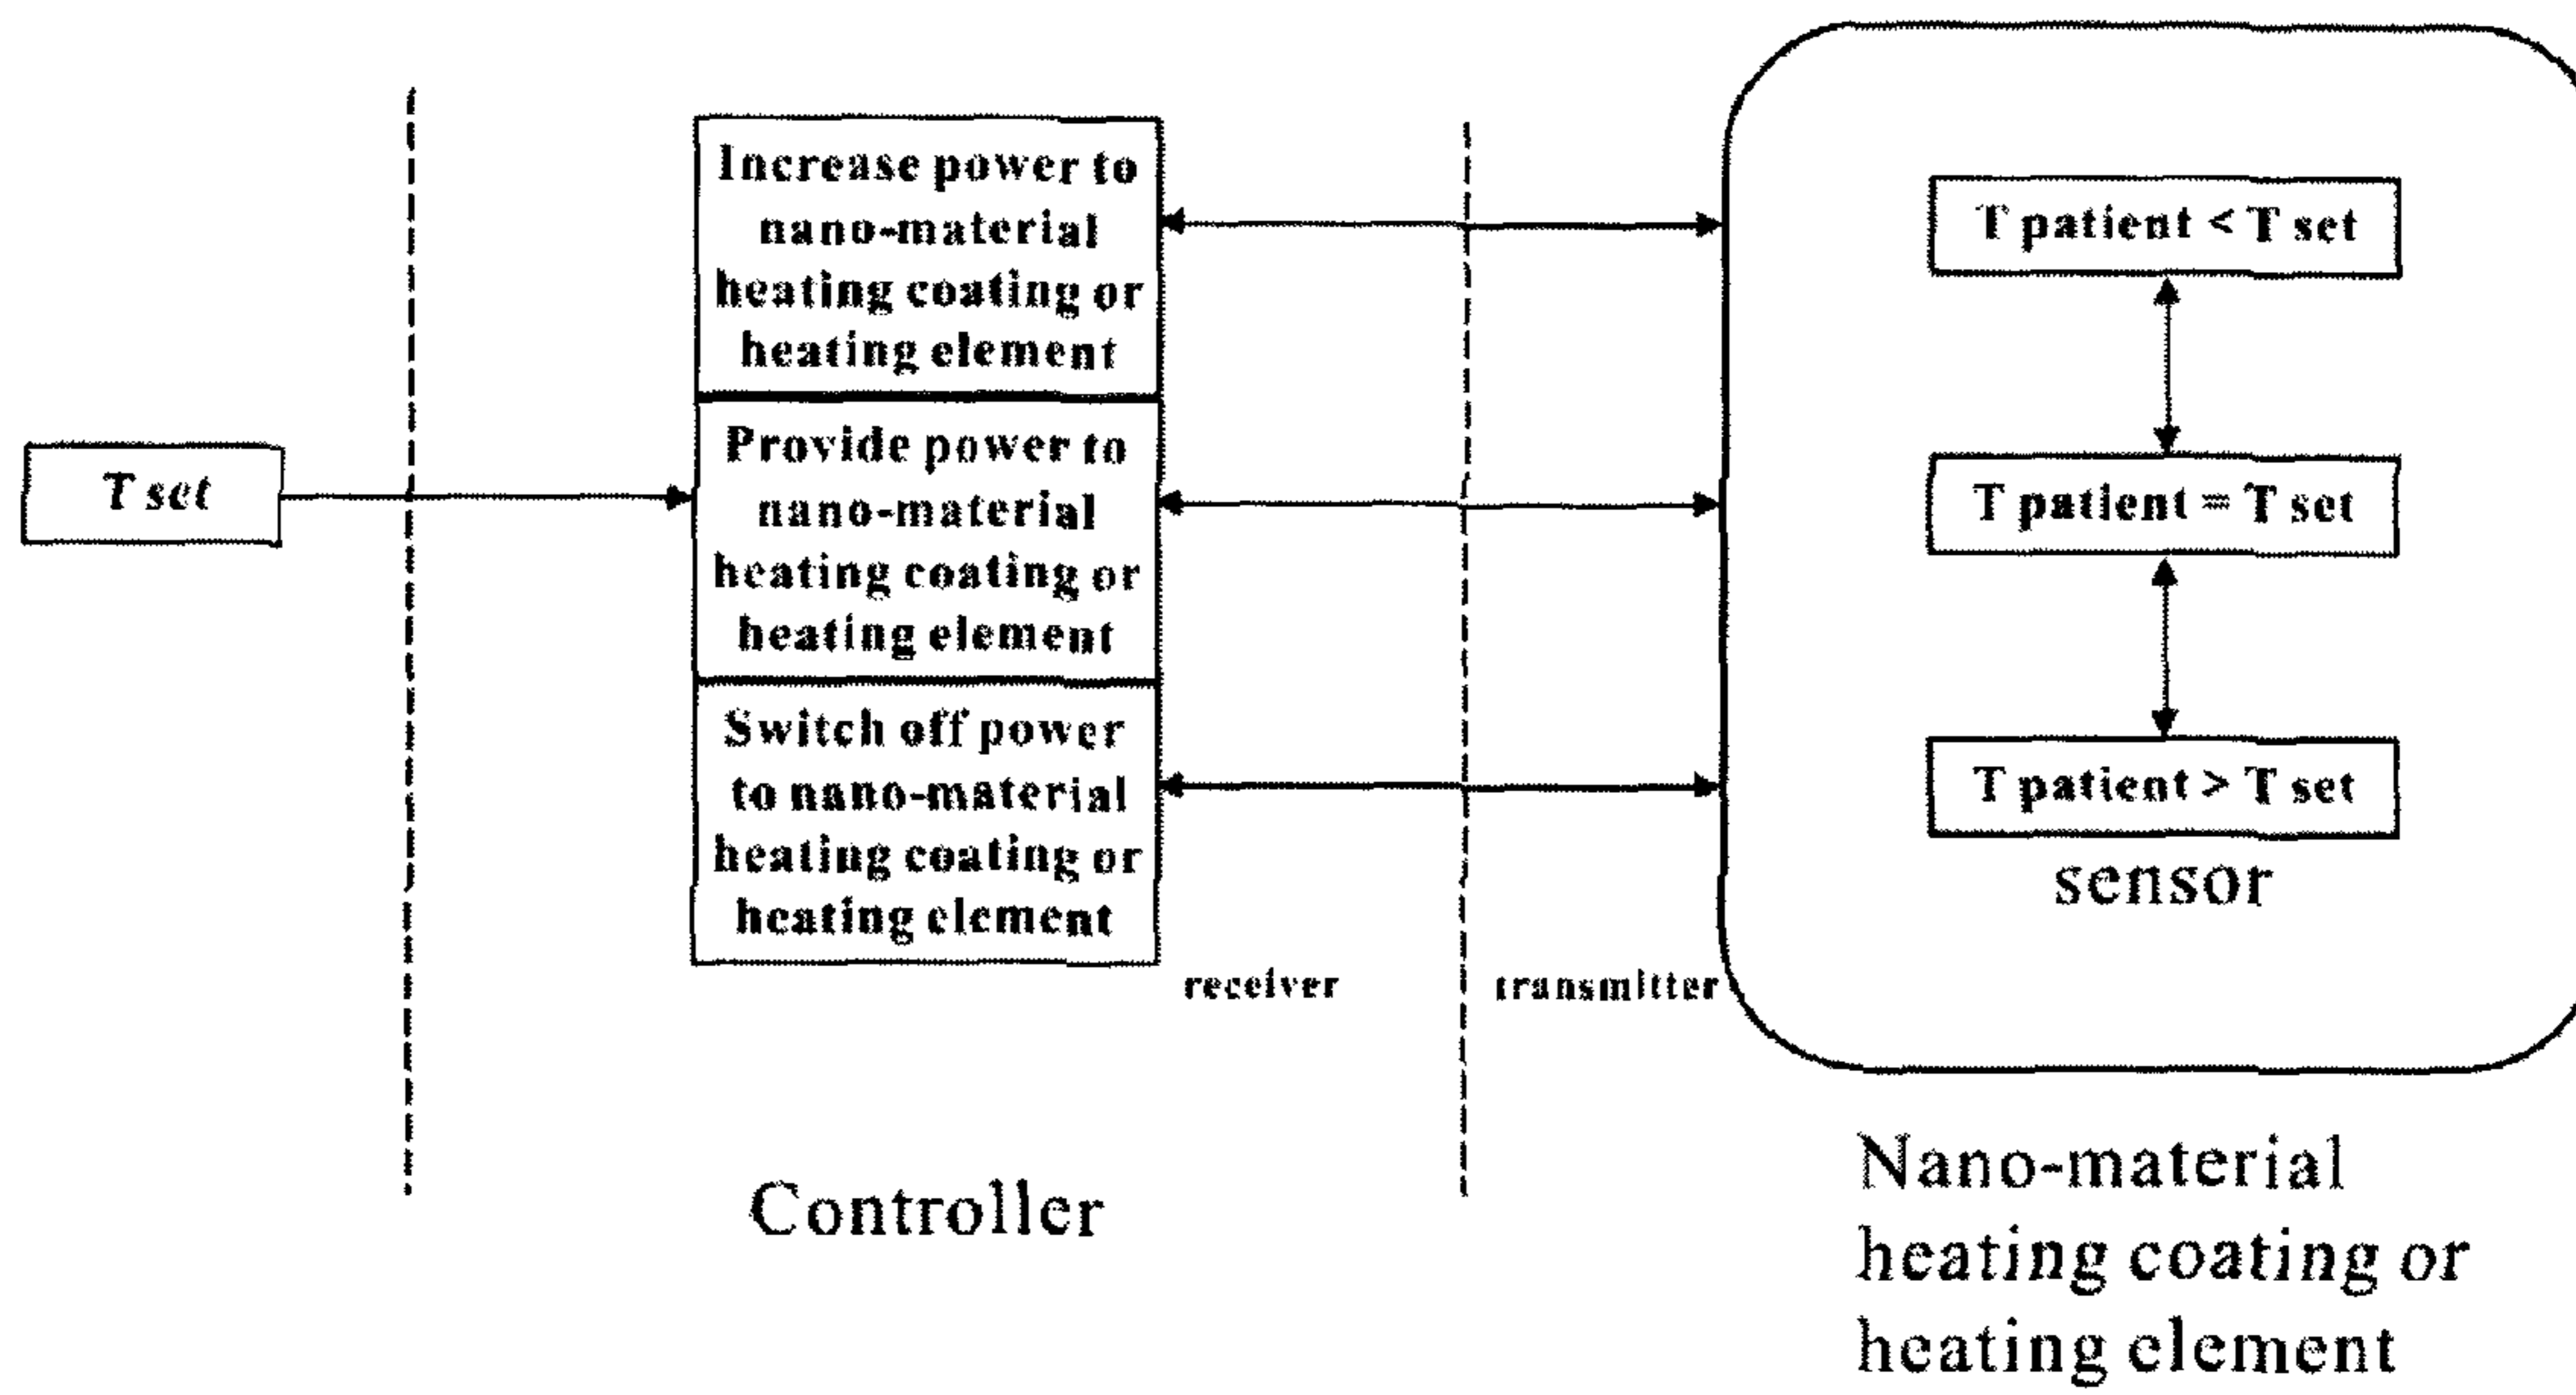 T set
Increase power to
nano-material
heating coating or
heating element
Provide power to
nano-material
heating coating or
heating element
Switch off power
to nano-material
heating coating or
heating element
receiver
transmitter
Controller
T patient < T set
T patient = T set
T patient > T set
sensor
Nano-material
heating coating or
heating element